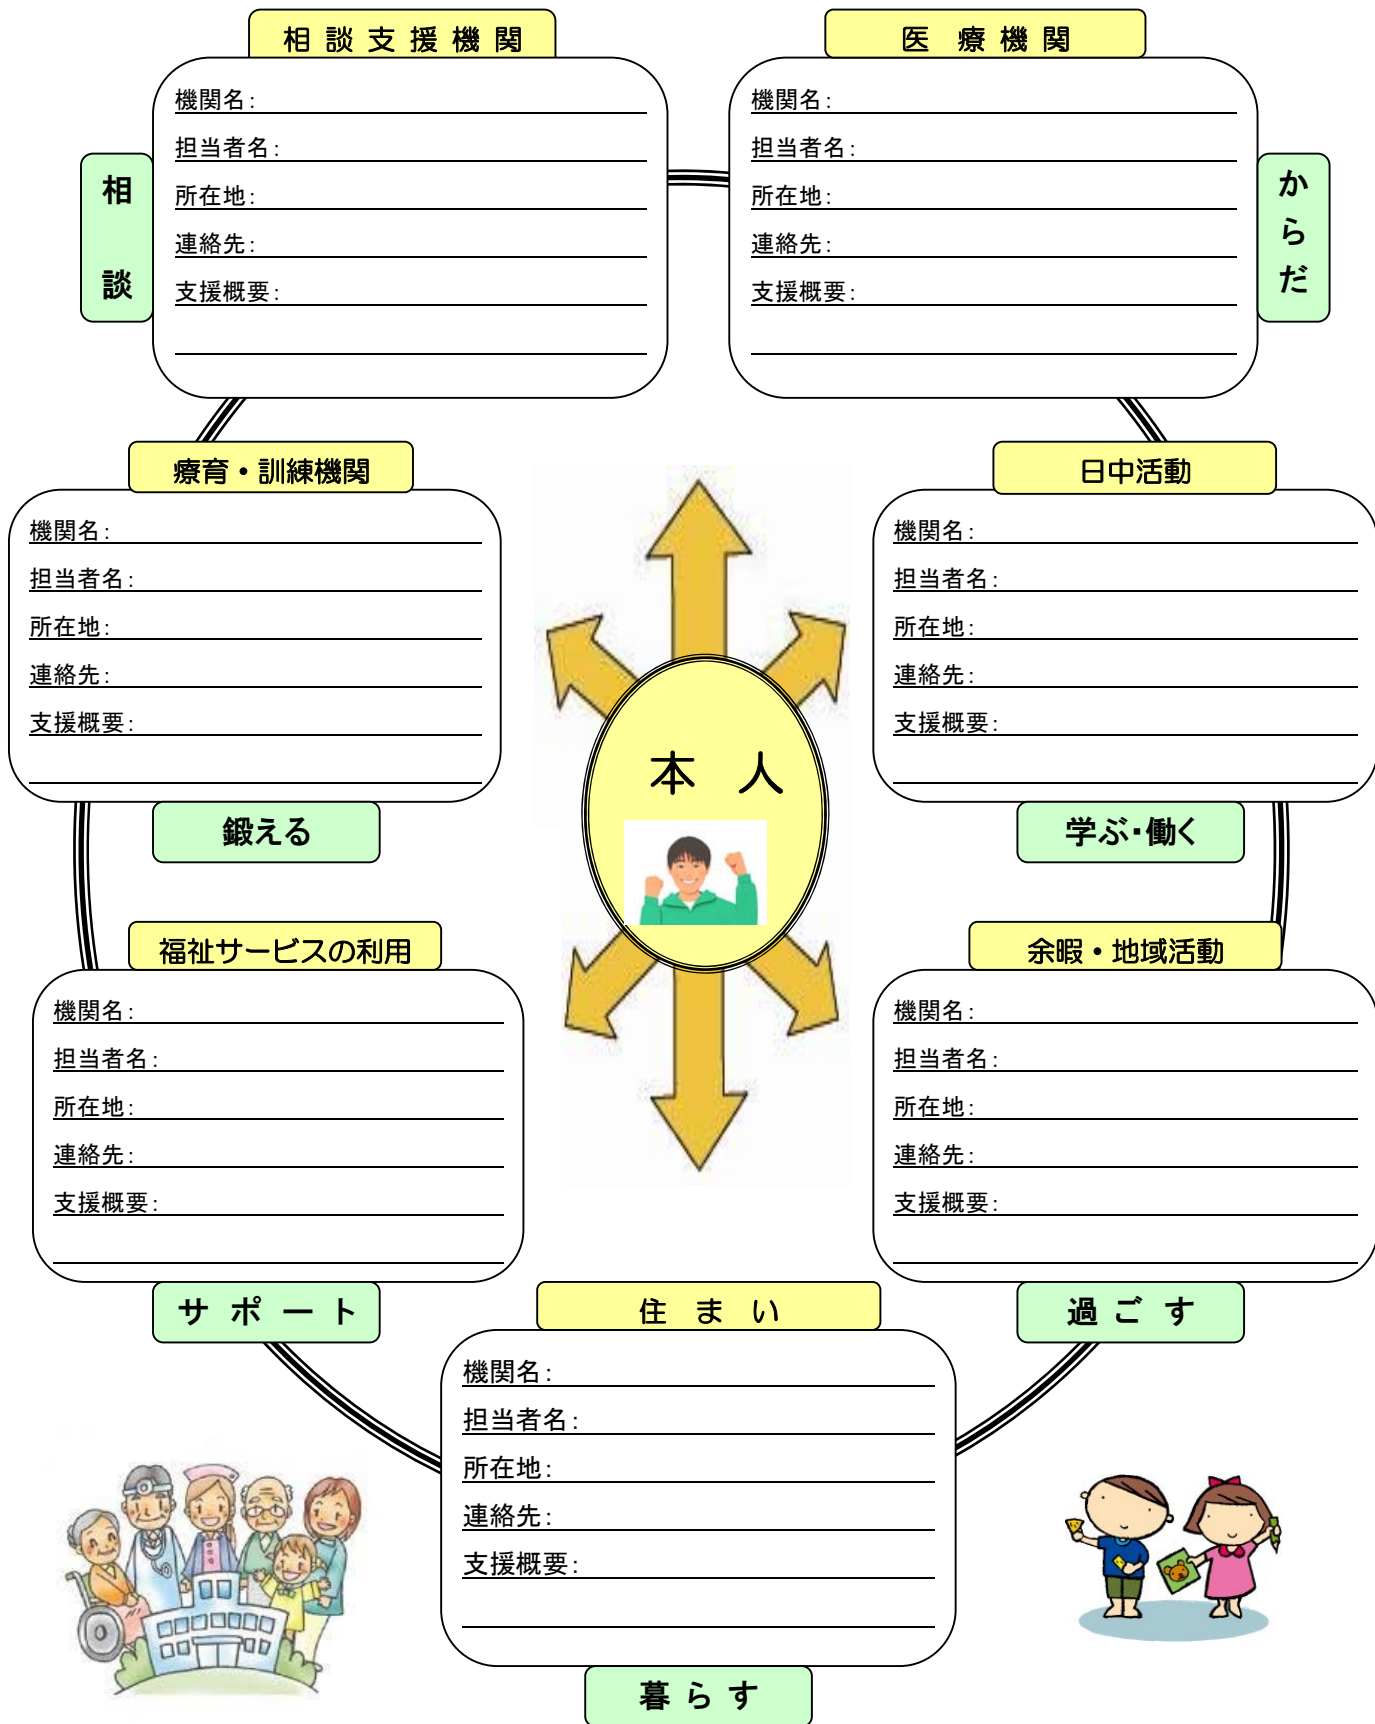 相談支援機関
機関名：
担当者名：
所在地：
連絡先：
支援概要：
相談
医療機関
機関名：
担当者名：
所在地：
連絡先：
支援概要：
からだ
療育・訓練機関
機関名：
担当者名：
所在地：
連絡先：
支援概要：
鍛える
日中活動
機関名：
担当者名：
所在地：
連絡先：
支援概要：
学ぶ・働く
本人
福祉サービスの利用
機関名：
担当者名：
所在地：
連絡先：
支援概要：
サポート
余暇・地域活動
機関名：
担当者名：
所在地：
連絡先：
支援概要：
過ごす
住まい
機関名：
担当者名：
所在地：
連絡先：
支援概要：
暮らす